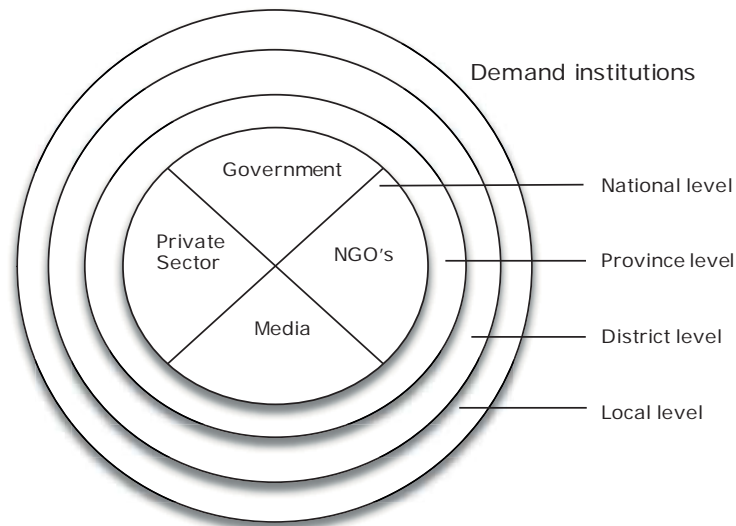 Demand institutions
Government
National level
Private
Sector
NGO's
Province level
Media
District level
Local level